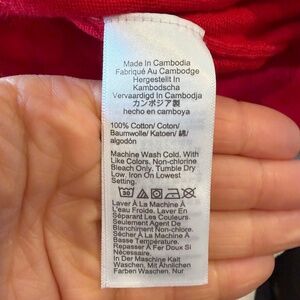 Made In Cambodia
Fabriqué Au Cambodge
Hergestellt In
Kambodscha
Vervaardigd In Cambodja
カンボジア製
hecho en camboya
100% Cotton/ Coton/
Baumwolle/ Katoen/ 綿/
algodón
Machine Wash Cold. With
Like Colors. Non-chlorine
Bleach Only. Tumble Dry
Low. Iron On Lowest
Setting.
30
Laver À La Machine À
L'eau Froide. Laver En
Séparant Les Couleurs.
Seulement Agent De
Blanchiment Non-chlore.
Sécher À La Machine À
Basse Température.
Repasser À Fer Doux Si
Nécessaire.
In Der Maschine Kalt
Waschen. Mit Ähnlichen
Farben Waschen. Nur